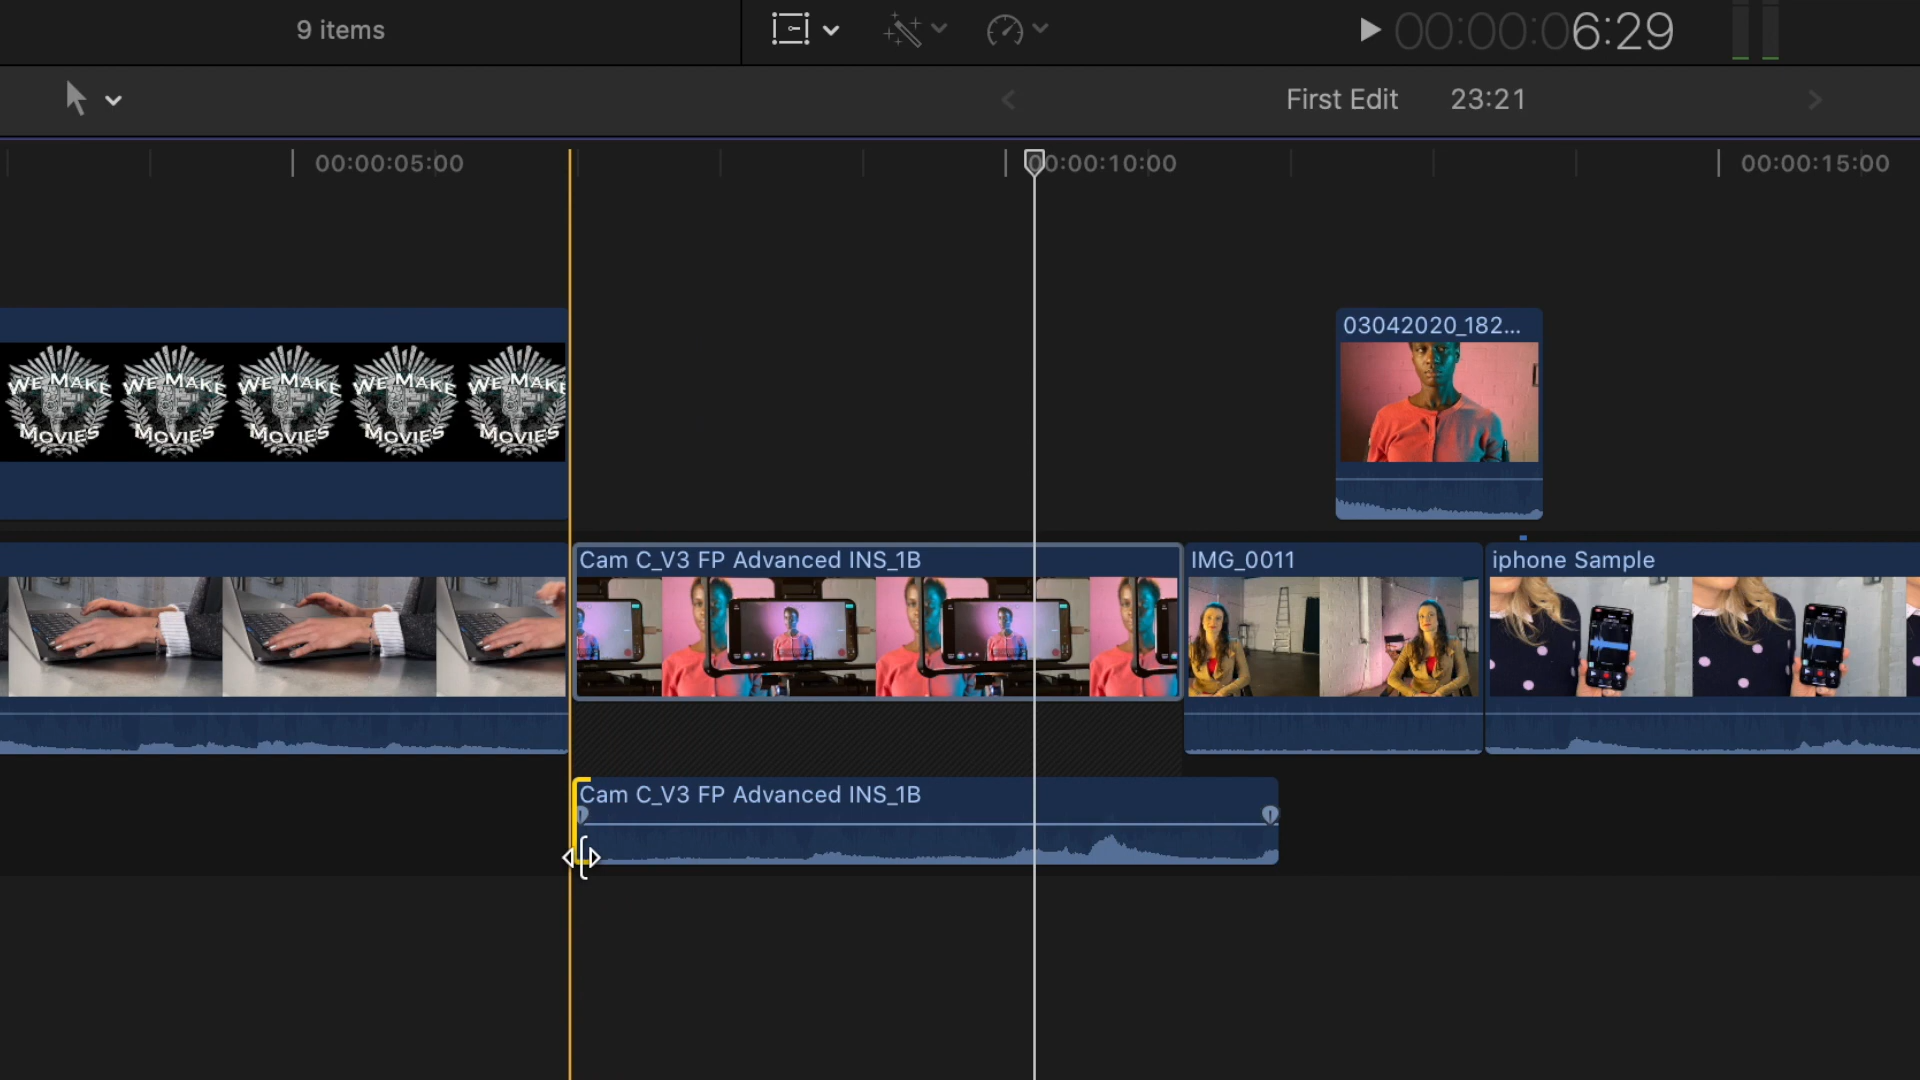 9 items
00:00:06:29
First Edit 23:21
00:00:05:00
00:00:10:00
00:00:15:00
03042020_182...
WE MAKE MOVIES
WE MAKE MOVIES
WE MAKE MOVIES
WE MAKE MOVIES
WE MAKE MOVIES
Cam C_V3 FP Advanced INS_1B
IMG_0011
iphone Sample
Cam C_V3 FP Advanced INS_1B